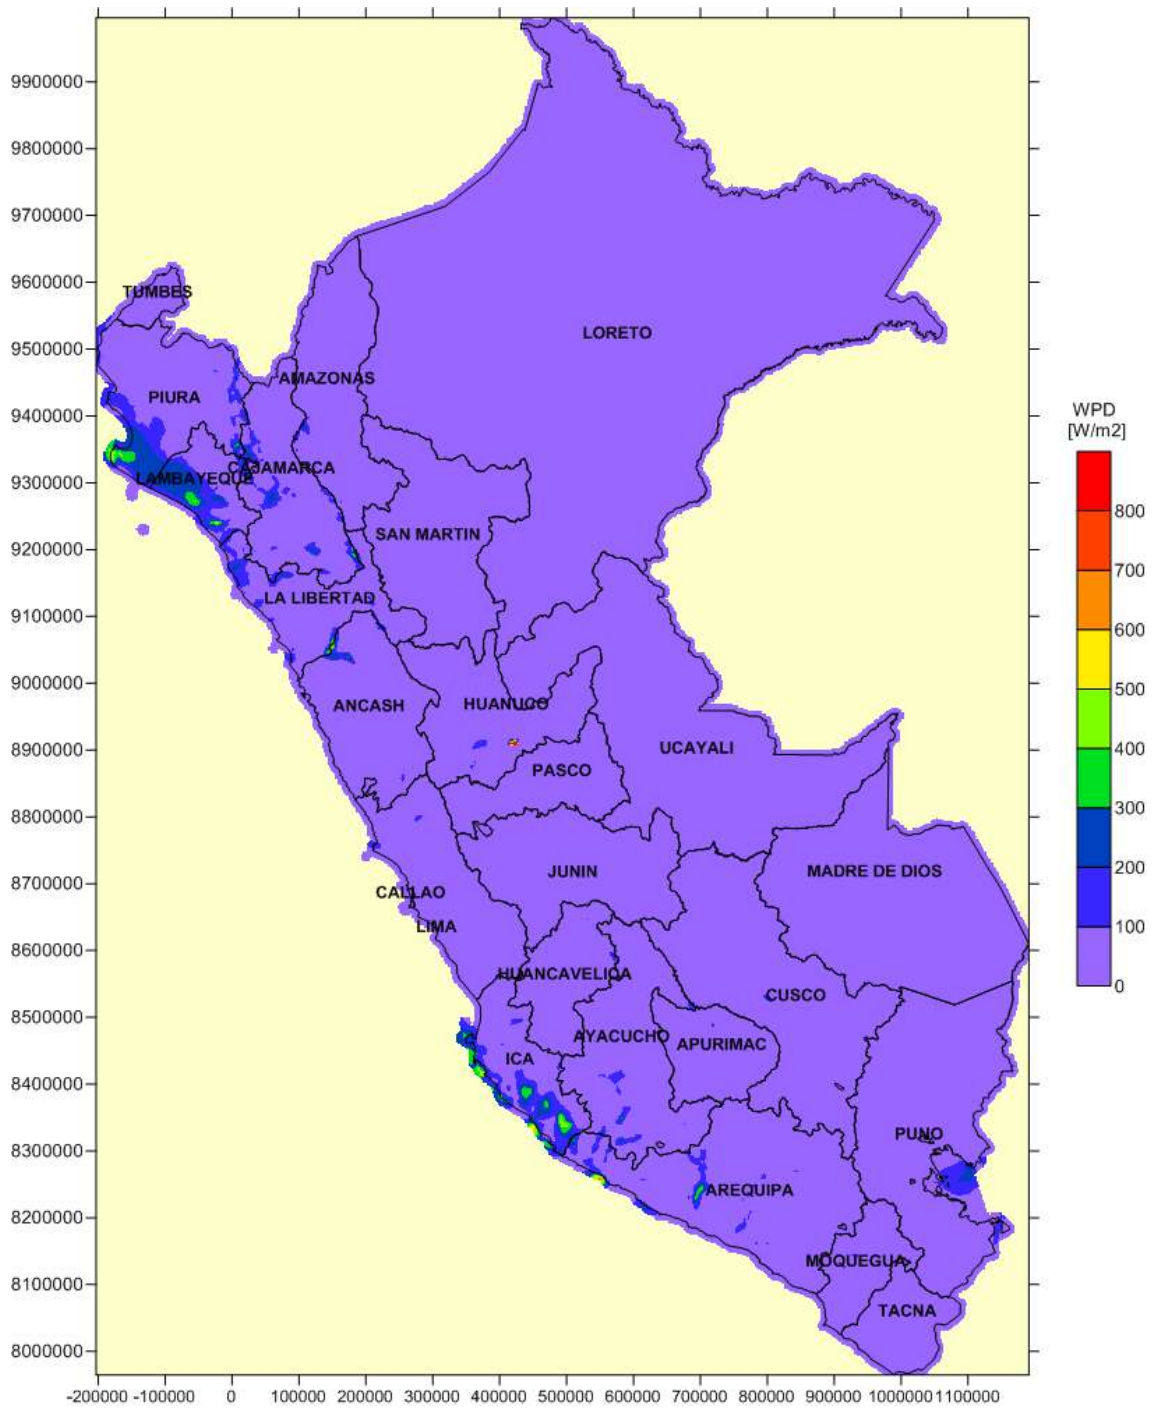 9900000
9800000
9700000
9600000
9500000
9400000
9300000
9200000
9100000
9000000
8900000
8800000
8700000
8600000
8500000
8400000
8300000
8200000
8100000
8000000
-200000 -100000 0 100000 200000 300000 400000 500000 600000 700000 800000 900000 1000000 1100000
TUMBES
LORETO
AMAZONAS
PIURA
CAJAMARCA
LAMBAYEQUE
SAN MARTIN
LA LIBERTAD
ANCASH
HUANUCO
UCAYALI
PASCO
JUNIN
MADRE DE DIOS
CALLAO
LIMA
HUANCAVELICA
CUSCO
AYACUCHO
APURIMAC
ICA
PUNO
AREQUIPA
MOQUEGUA
TACNA
WPD
[W/m2]
800
700
600
500
400
300
200
100
0